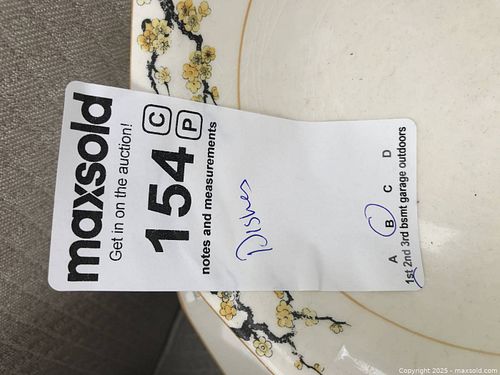 maxsold
Get in on the auction!
154 C P
notes and measurements
Dishes
A B C D
1st 2nd 3rd bsmt garage outdoors
Copyright 2025 - maxsold.com